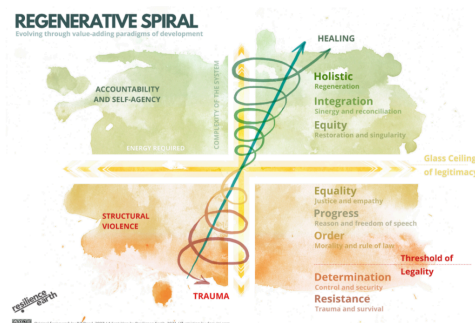 REGENERATIVE SPIRAL
Evolving through value-adding paradigms of development
HEALING
ACCOUNTABILITY
AND SELF-AGENCY
COMPLEXITY OF THE SYSTEM
Holistic
Regeneration
Integration
Sinergy and reconciliation
Equity
Restoration and singularity
ENERGY REQUIRED
Glass Ceiling
of legitimacy
Equality
Justice and empathy
Progress
Reason and freedom of speech
Order
Morality and rule of law
STRUCTURAL
VIOLENCE
Threshold of
Legality
Determination
Control and security
Resistance
Trauma and survival
TRAUMA
resilience
earth